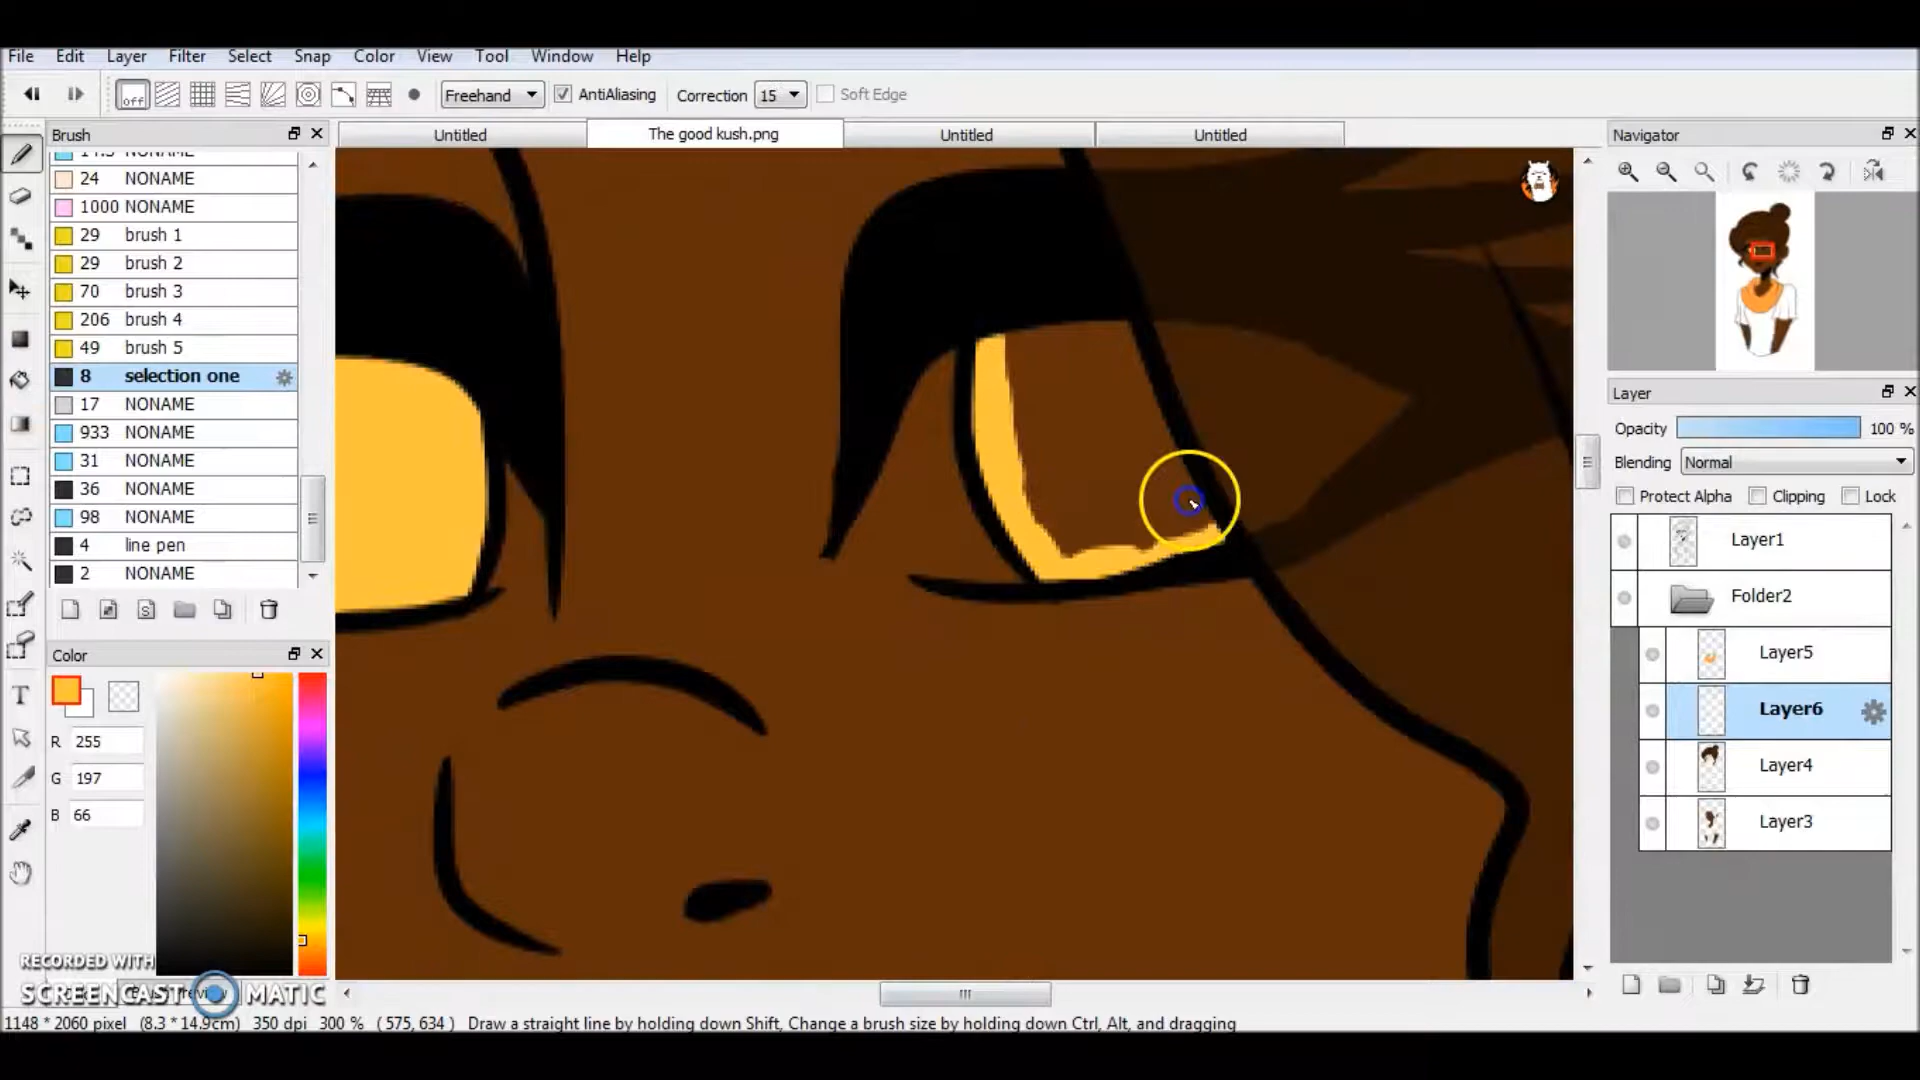 File Edit Layer Filter Select Snap Color View Tool Window Help
off Freehand AntiAliasing Correction 15 Soft Edge
Brush
24 NONAME
1000 NONAME
29 brush 1
29 brush 2
70 brush 3
206 brush 4
49 brush 5
8 selection one
17 NONAME
933 NONAME
31 NONAME
36 NONAME
98 NONAME
4 line pen
2 NONAME
Color
R 255
G 197
B 66
RECORDED WITH
SCREENCAST MATIC
Untitled The good kush.png Untitled Untitled
Navigator
Layer
Opacity 100 %
Blending Normal
Protect Alpha Clipping Lock
Layer1
Folder2
Layer5
Layer6
Layer4
Layer3
1148 * 2060 pixel (8.3 * 14.9cm) 350 dpi 300 % ( 575, 634 ) Draw a straight line by holding down Shift, Change a brush size by holding down Ctrl, Alt, and dragging